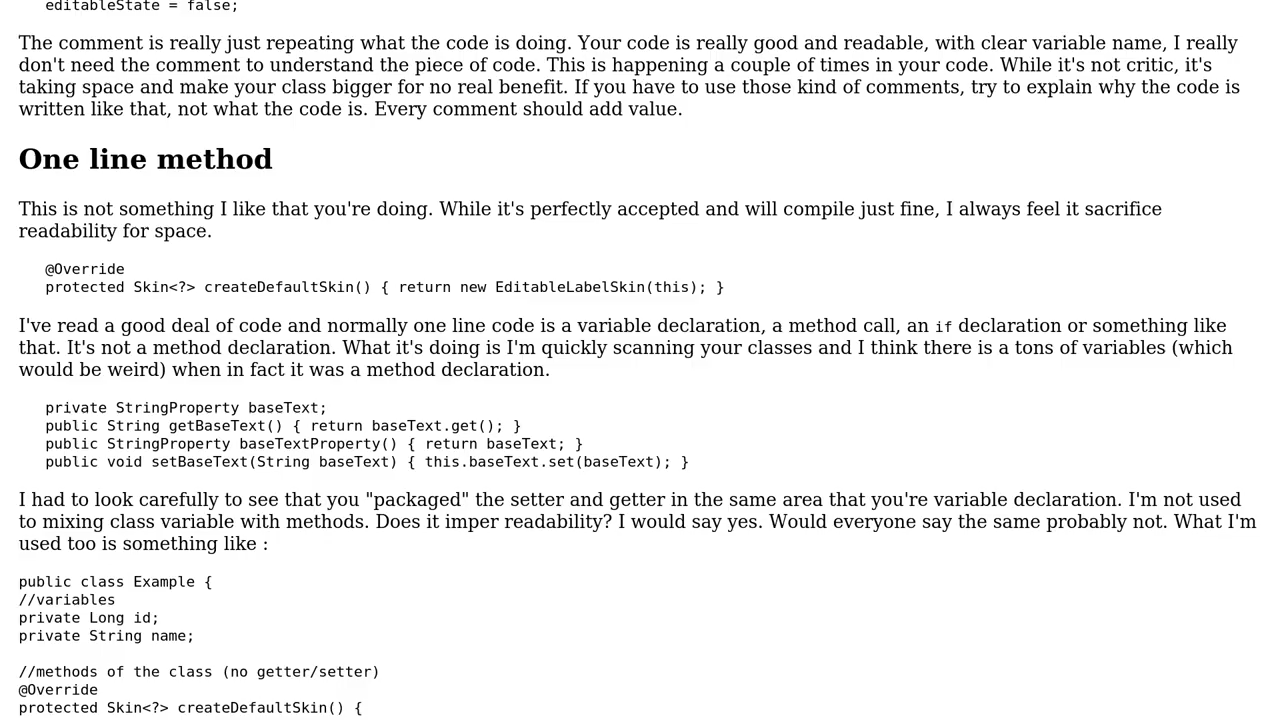 editableState = false;
The comment is really just repeating what the code is doing. Your code is really good and readable, with clear variable name, I really
don't need the comment to understand the piece of code. This is happening a couple of times in your code. While it's not critic, it's
taking space and make your class bigger for no real benefit. If you have to use those kind of comments, try to explain why the code is
written like that, not what the code is. Every comment should add value.
One line method
This is not something I like that you're doing. While it's perfectly accepted and will compile just fine, I always feel it sacrifice
readability for space.
@Override
protected Skin<?> createDefaultSkin() { return new EditableLabelSkin(this); }
I've read a good deal of code and normally one line code is a variable declaration, a method call, an if declaration or something like
that. It's not a method declaration. What it's doing is I'm quickly scanning your classes and I think there is a tons of variables (which
would be weird) when in fact it was a method declaration.
private StringProperty baseText;
public String getBaseText() { return baseText.get(); }
public StringProperty baseTextProperty() { return baseText; }
public void setBaseText(String baseText) { this.baseText.set(baseText); }
I had to look carefully to see that you "packaged" the setter and getter in the same area that you're variable declaration. I'm not used
to mixing class variable with methods. Does it imper readability? I would say yes. Would everyone say the same probably not. What I'm
used too is something like :
public class Example {
//variables
private Long id;
private String name;
//methods of the class (no getter/setter)
@Override
protected Skin<?> createDefaultSkin() {